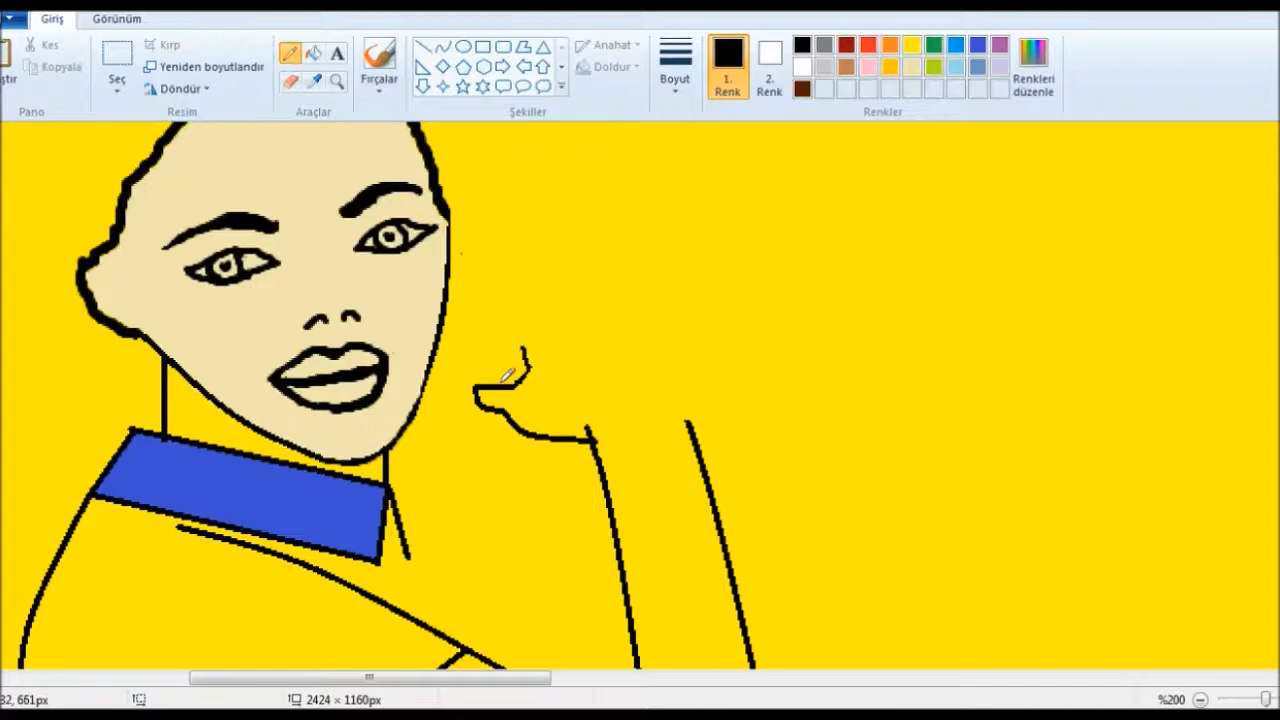 Giriş Görünüm
Kes
Kopyala
Pano
Seç
Kırp
Yeniden boyutlandır
Döndür
Resim
A
Araçlar
Fırçalar
Anahat
Doldur
Şekiller
Boyut
1.
Renk
2.
Renk
Renkleri
düzenle
Renkler
661px
2424 × 1160px
%200